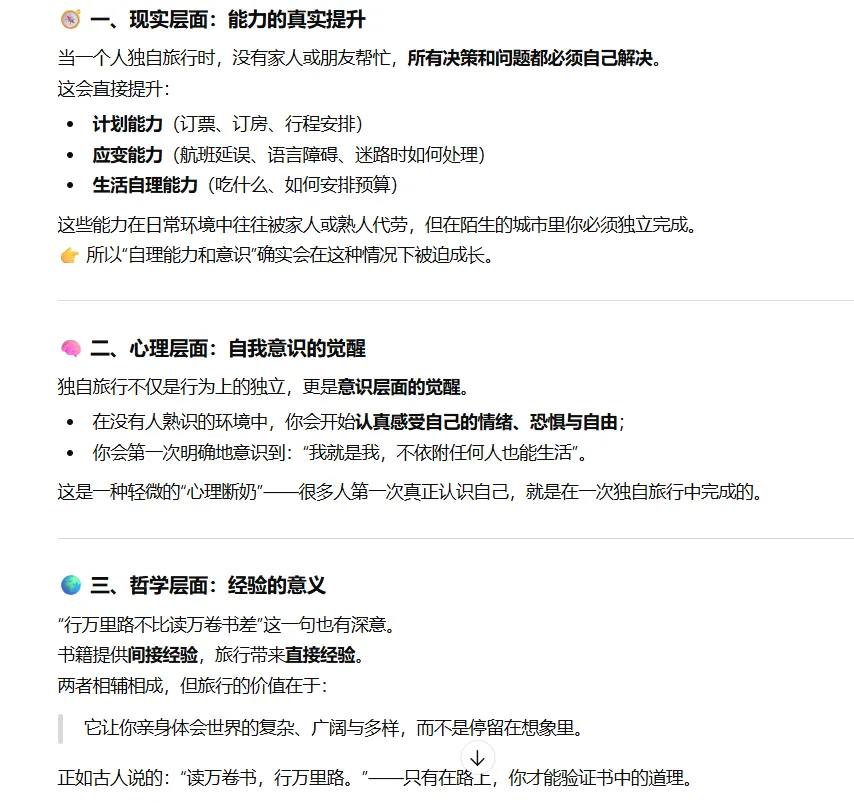 🧭 一、现实层面：能力的真实提升
当一个人独自旅行时，没有家人或朋友帮忙，所有决策和问题都必须自己解决。
这会直接提升：
• 计划能力（订票、订房、行程安排）
• 应变能力（航班延误、语言障碍、迷路时如何处理）
• 生活自理能力（吃什么、如何安排预算）
这些能力在日常环境中往往被家人或熟人代劳，但在陌生的城市里你必须独立完成。
👉 所以“自理能力和意识”确实会在这种情况下被迫成长。
🧠 二、心理层面：自我意识的觉醒
独自旅行不仅是行为上的独立，更是意识层面的觉醒。
• 在没有人熟识的环境中，你会开始认真感受自己的情绪、恐惧与自由；
• 你会第一次明确地意识到：“我就是我，不依附任何人也能生活”。
这是一种轻微的“心理断奶”——很多人第一次真正认识自己，就是在一次独自旅行中完成的。
🌍 三、哲学层面：经验的意义
“行万里路不比读万卷书差”这一句也有深意。
书籍提供间接经验，旅行带来直接经验。
两者相辅相成，但旅行的价值在于：
它让你亲身体会世界的复杂、广阔与多样，而不是停留在想象里。
正如古人说的：“读万卷书，行万里路。”——只有在路上，你才能验证书中的道理。